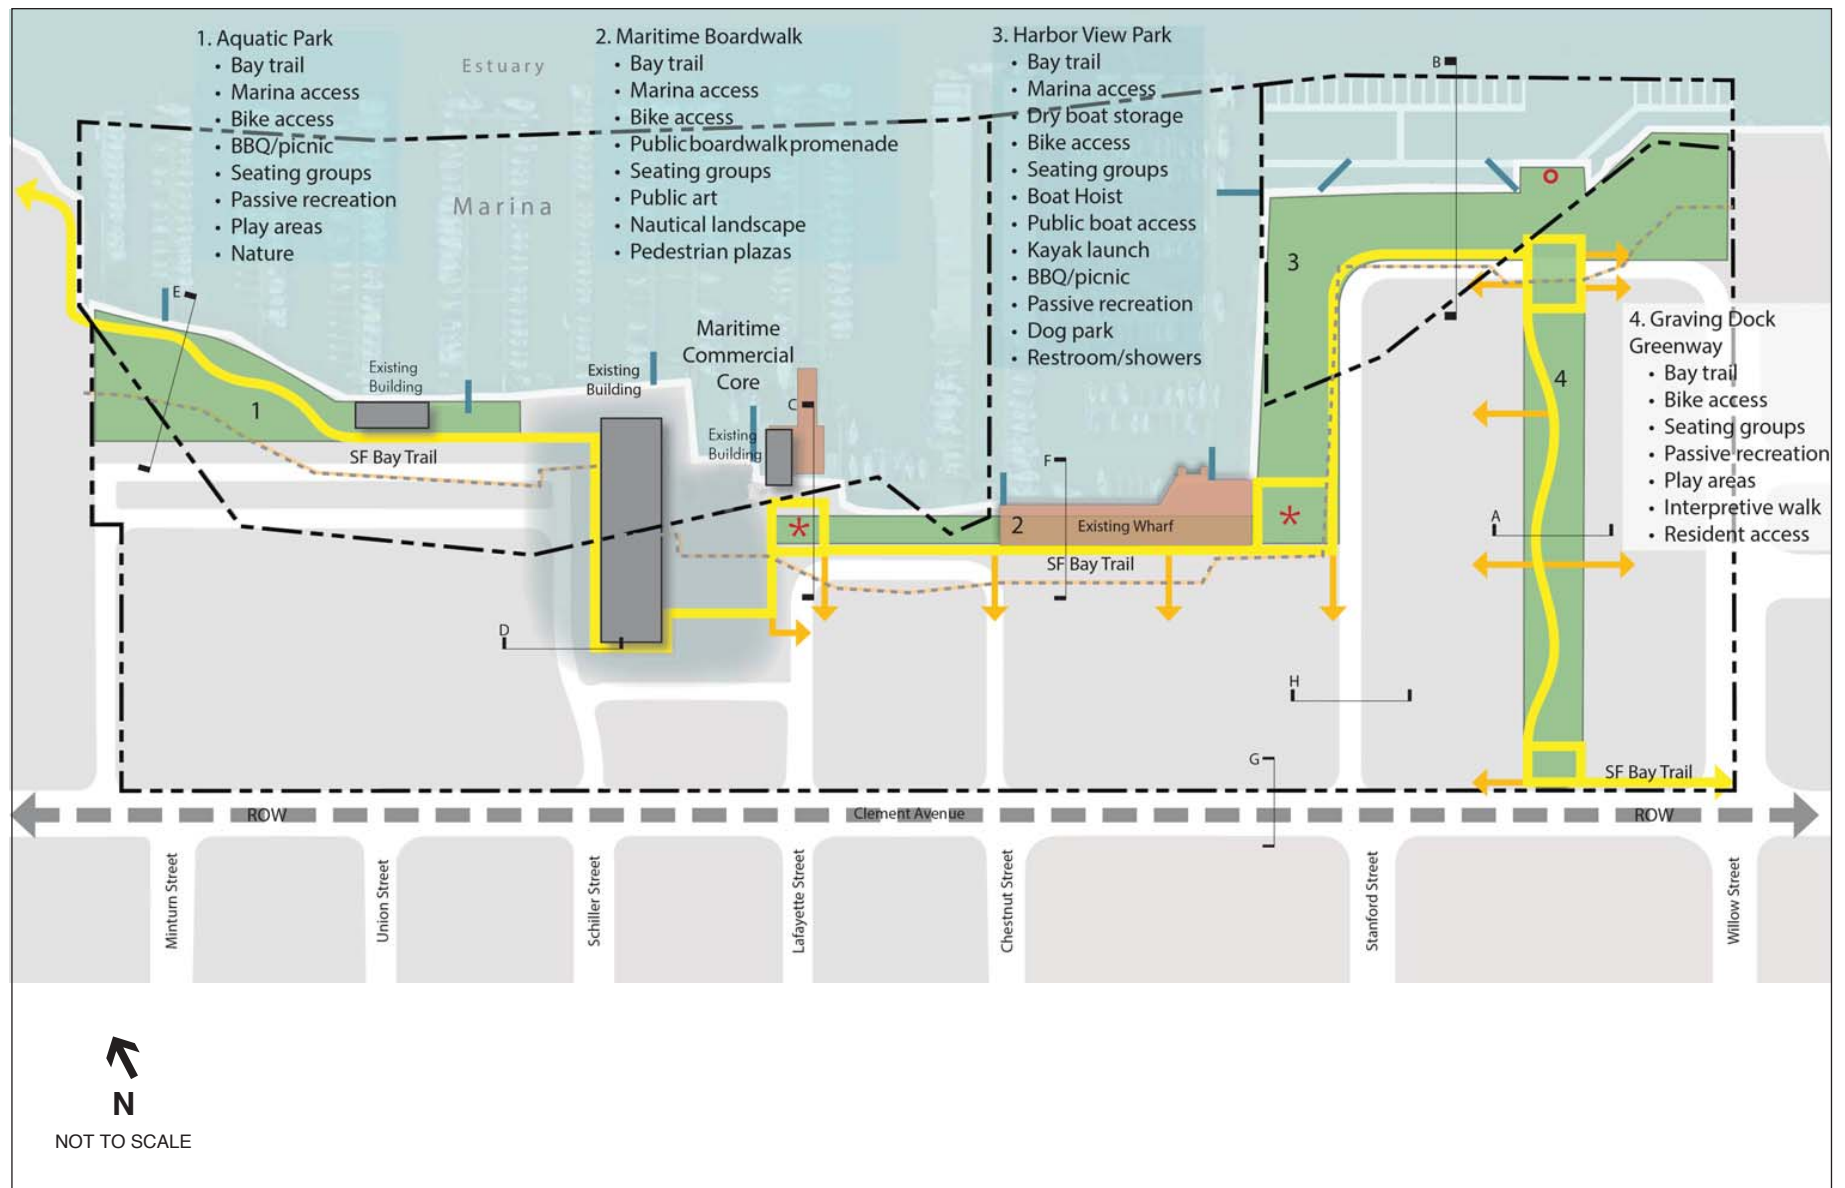 1. Aquatic Park
• Bay trail
• Marina access
• Bike access
• BBQ/picnic
• Seating groups
• Passive recreation
• Play areas
• Nature
Estuary
Marina
2. Maritime Boardwalk
• Bay trail
• Marina access
• Bike access
• Public boardwalk promenade
• Seating groups
• Public art
• Nautical landscape
• Pedestrian plazas
3. Harbor View Park
• Bay trail
• Marina access
• Dry boat storage
• Bike access
• Seating groups
• Boat Hoist
• Public boat access
• Kayak launch
• BBQ/picnic
• Passive recreation
• Dog park
• Restroom/showers
4. Graving Dock
Greenway
• Bay trail
• Bike access
• Seating groups
• Passive recreation
• Play areas
• Interpretive walk
• Resident access
Maritime
Commercial
Core
Existing
Building
Existing
Building
Existing
Building
B
E
C
F
A
D
H
G
1
2
3
4
*
*
Existing Wharf
SF Bay Trail
SF Bay Trail
SF Bay Trail
ROW
Clement Avenue
ROW
Minturn Street
Union Street
Schiller Street
Lafayette Street
Chestnut Street
Stanford Street
Willow Street
N
NOT TO SCALE